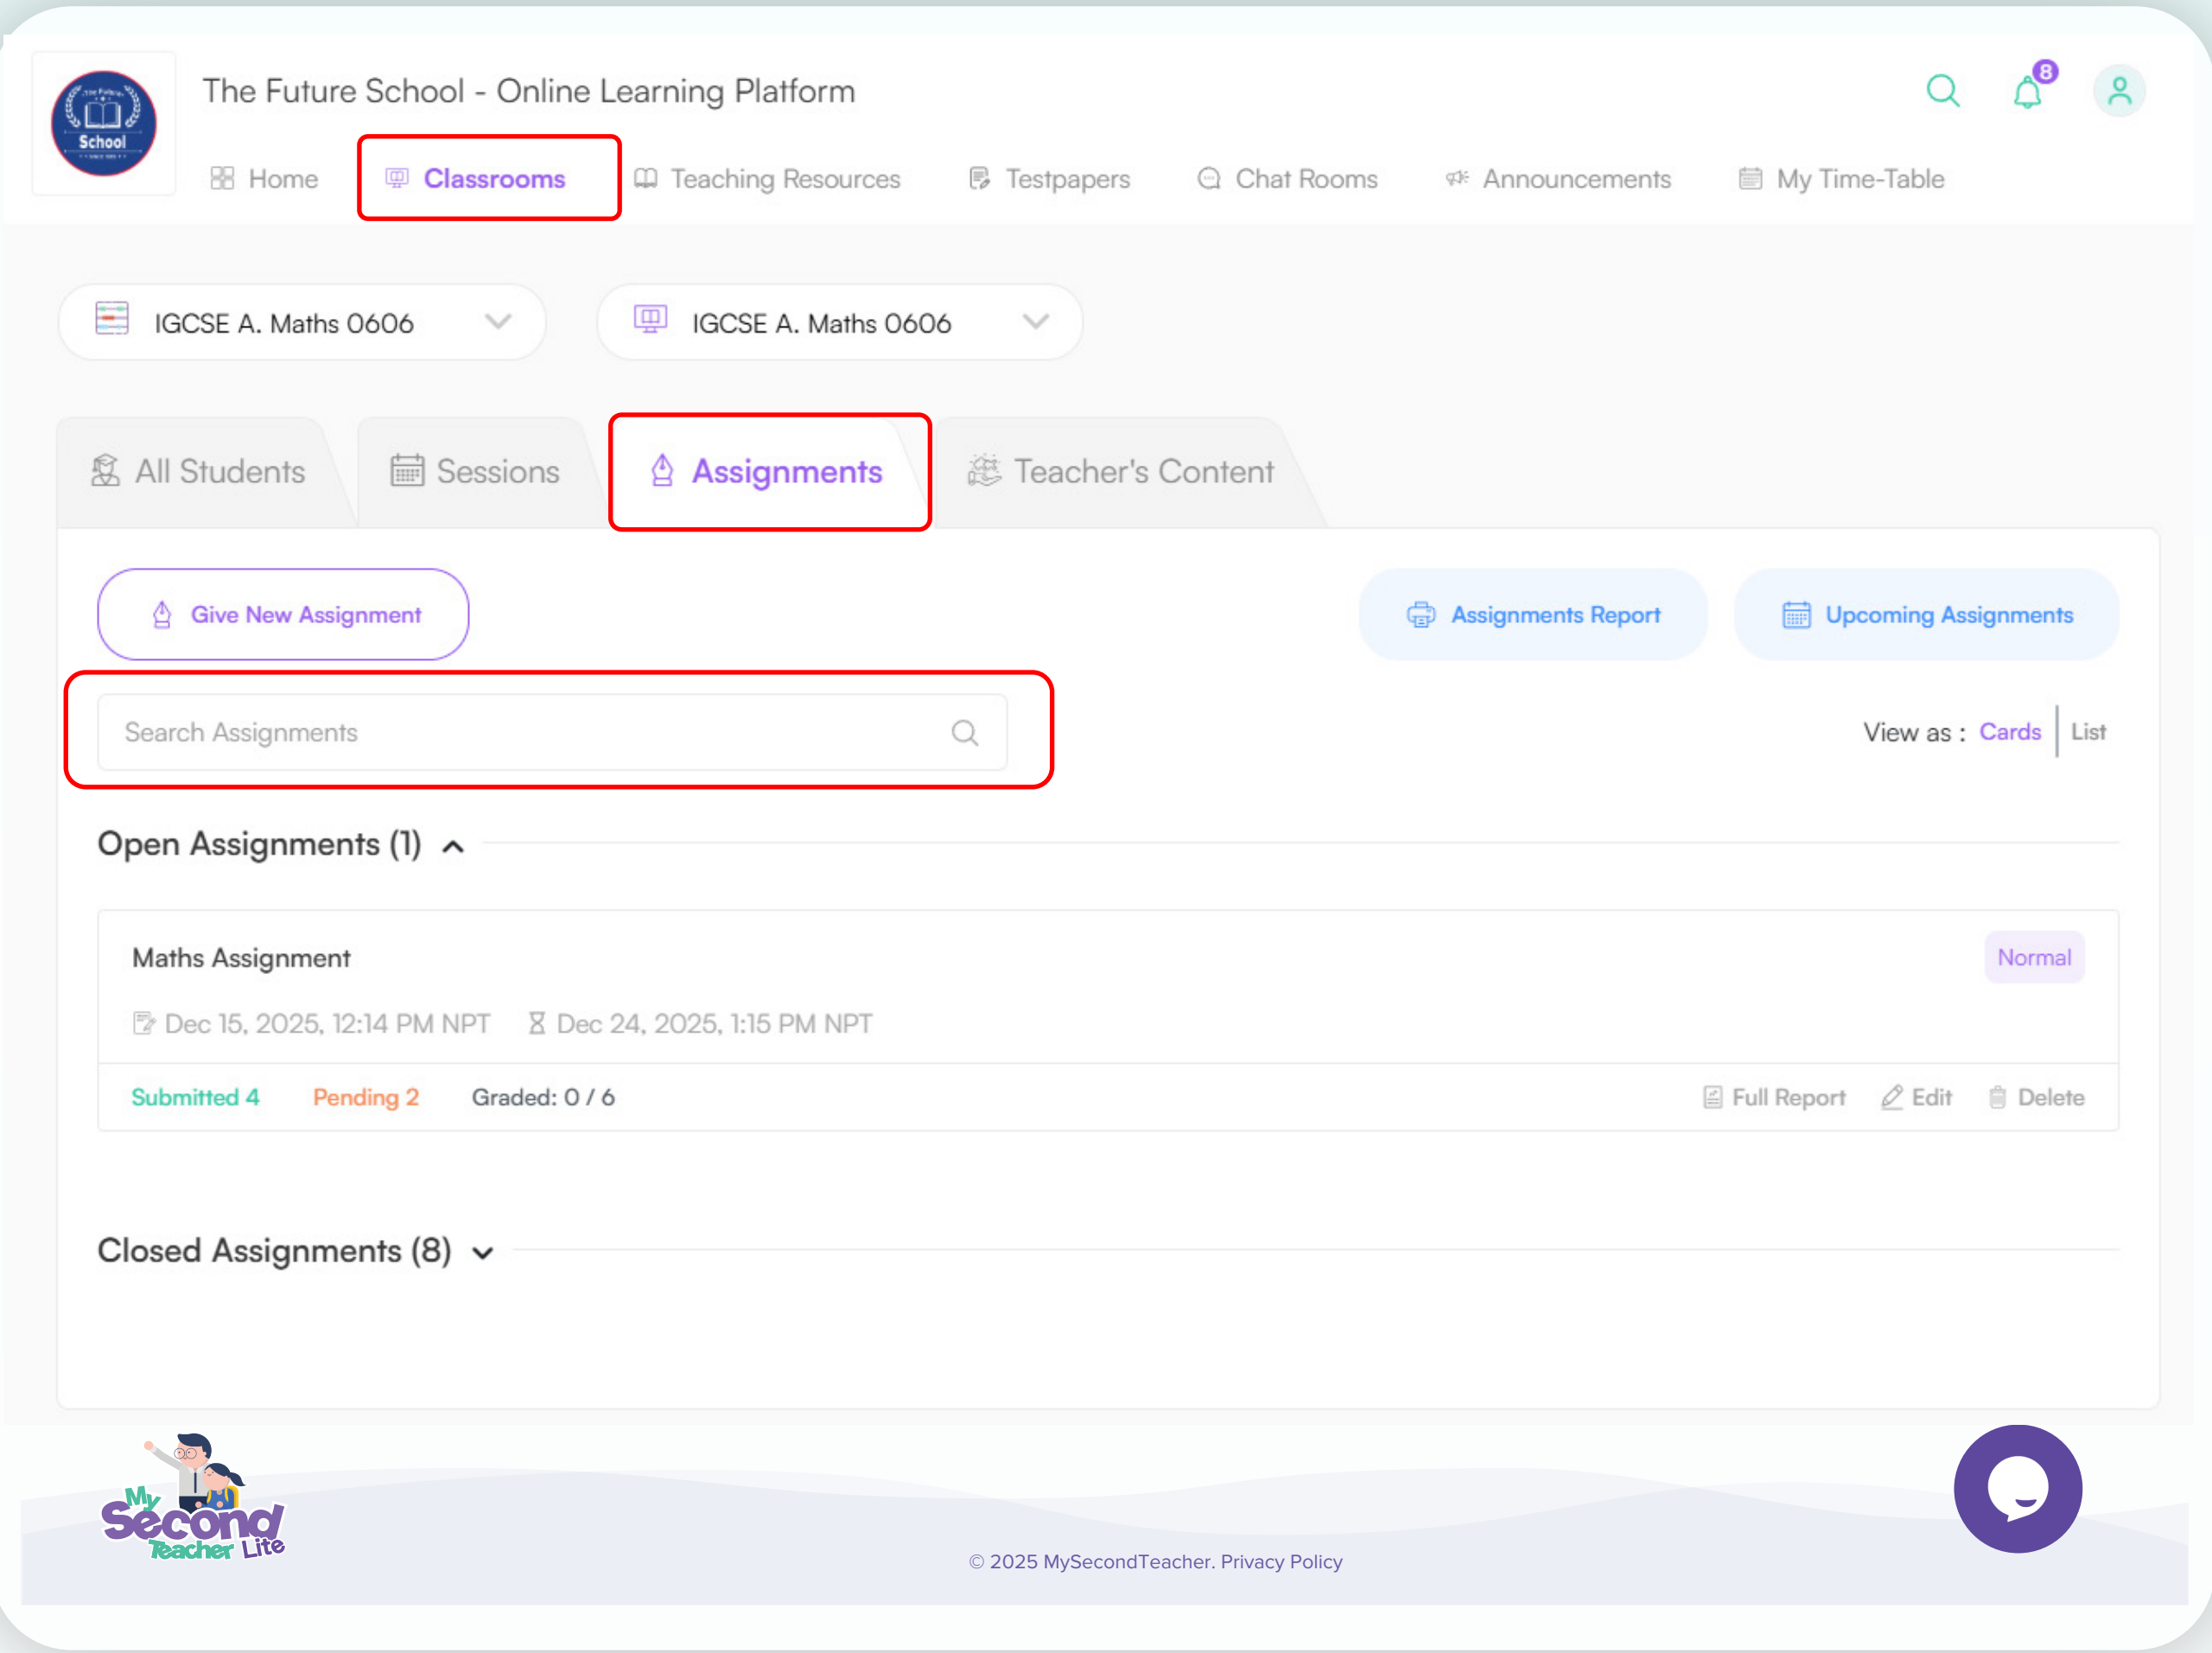 The Future School - Online Learning Platform
The Future
School
8
Home Classrooms Teaching Resources Testpapers Chat Rooms Announcements My Time-Table
IGCSE A. Maths 0606 IGCSE A. Maths 0606
All Students Sessions Assignments Teacher's Content
Give New Assignment Assignments Report Upcoming Assignments
Search Assignments View as : Cards List
Open Assignments (1)
Maths Assignment Normal
Dec 15, 2025, 12:14 PM NPT Dec 24, 2025, 1:15 PM NPT
Submitted 4 Pending 2 Graded: 0 / 6 Full Report Edit Delete
Closed Assignments (8)
My
Second
Teacher Lite
© 2025 MySecondTeacher. Privacy Policy